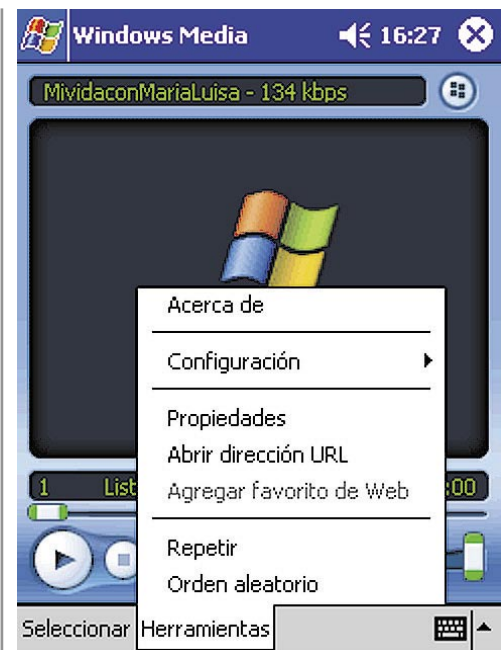 Windows Media 16:27
MividaconMariaLuisa - 134 kbps
Acerca de
Configuración
Propiedades
Abrir dirección URL
Agregar favorito de Web
Repetir
Orden aleatorio
1 List :00
Seleccionar Herramientas